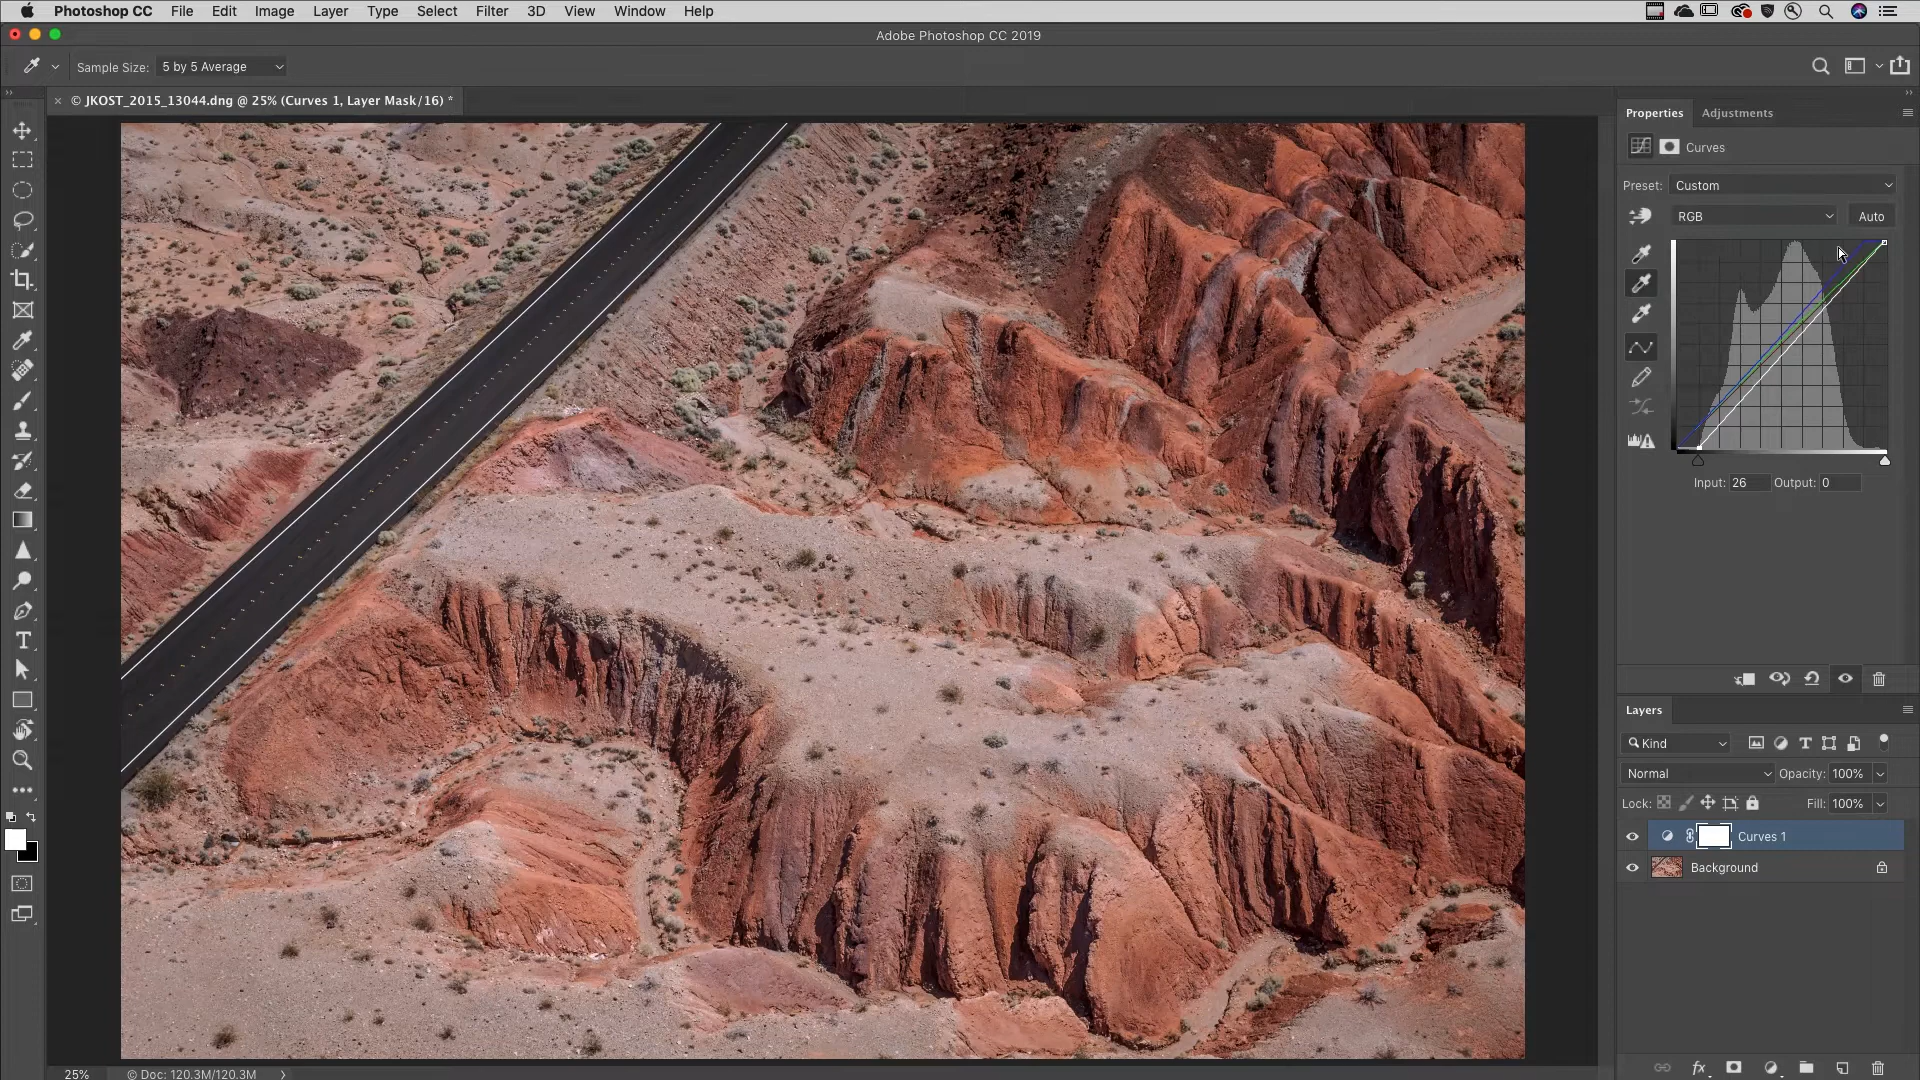 Photoshop CC File Edit Image Layer Type Select Filter 3D View Window Help
Adobe Photoshop CC 2019
Sample Size: 5 by 5 Average
© JKOST_2015_13044.dng @ 25% (Curves 1, Layer Mask/16) *
Properties Adjustments
Curves
Preset: Custom
RGB Auto
Input: 26 Output: 0
Layers
Kind
Normal Opacity: 100%
Lock: Fill: 100%
Curves 1
Background
25% © Doc: 120.3M/120.3M